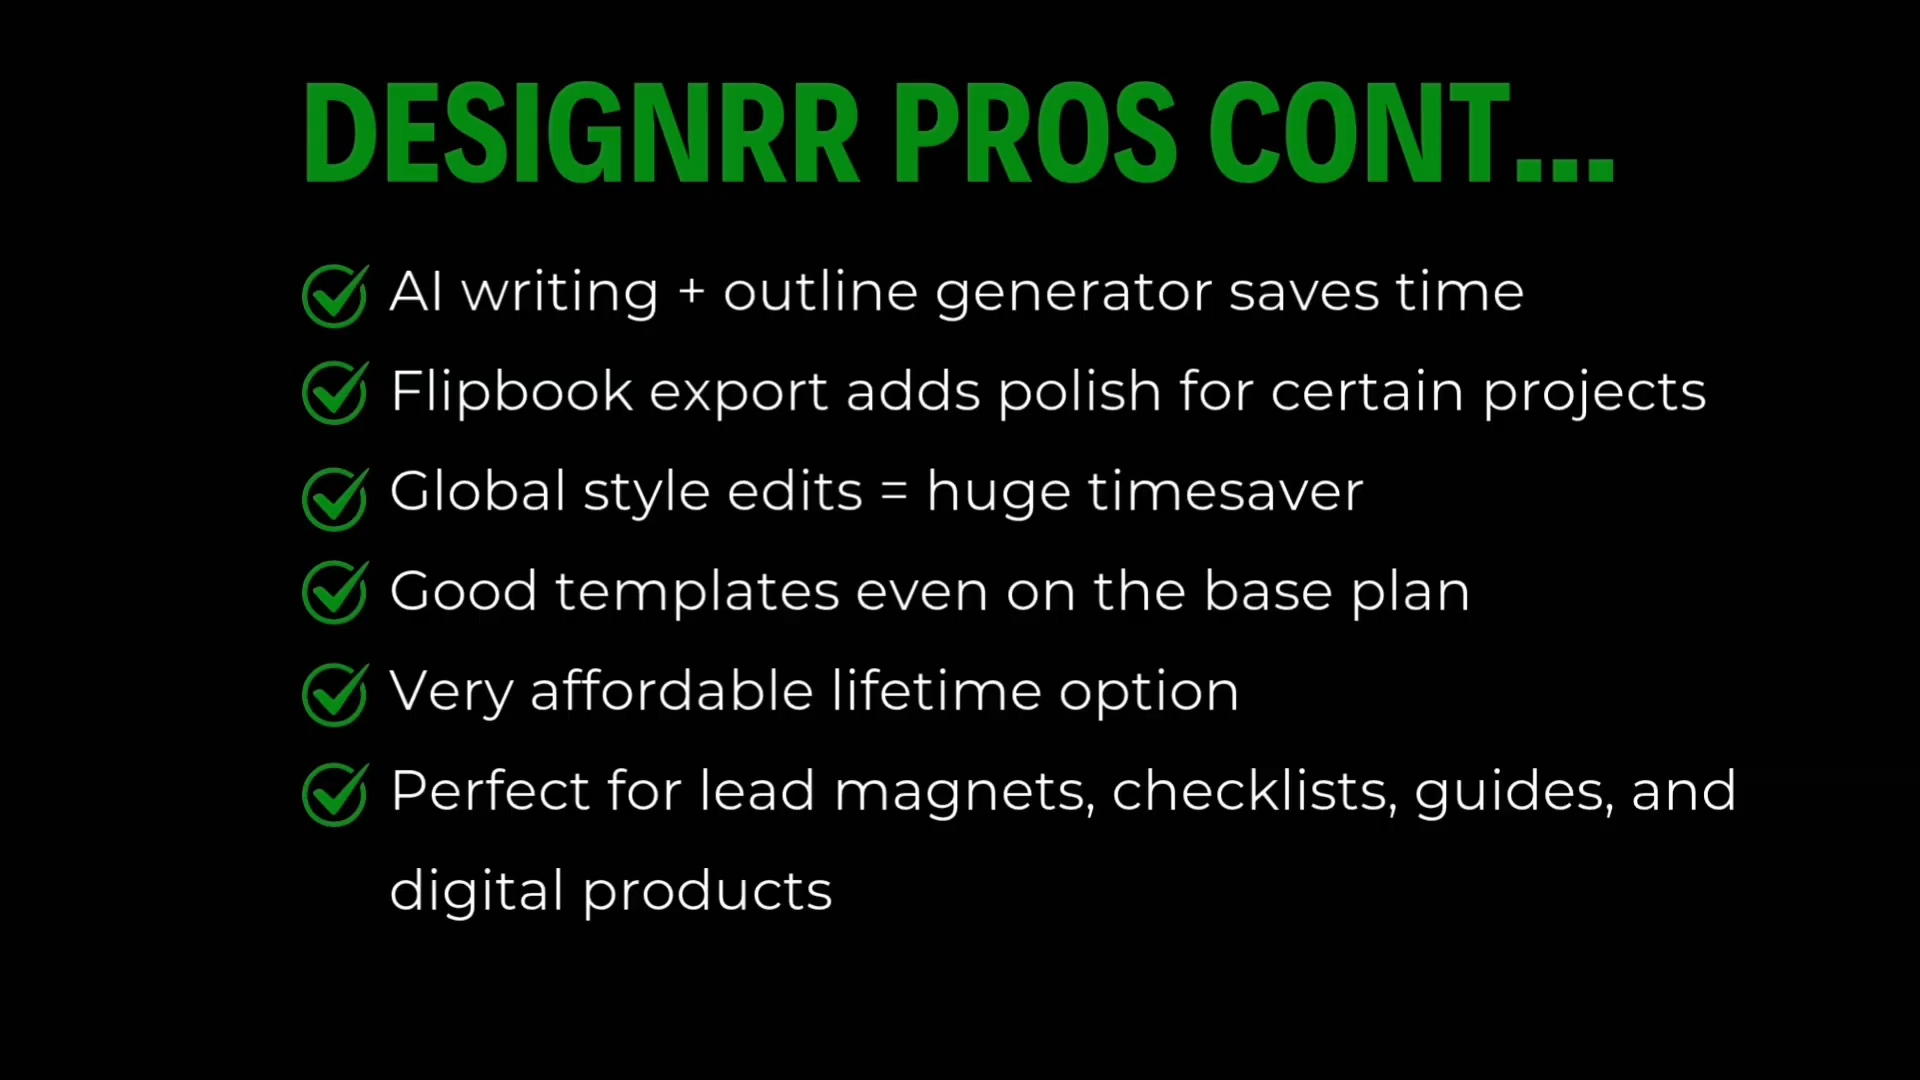 DESIGNRR PROS CONT...
AI writing + outline generator saves time
Flipbook export adds polish for certain projects
Global style edits = huge timesaver
Good templates even on the base plan
Very affordable lifetime option
Perfect for lead magnets, checklists, guides, and
digital products